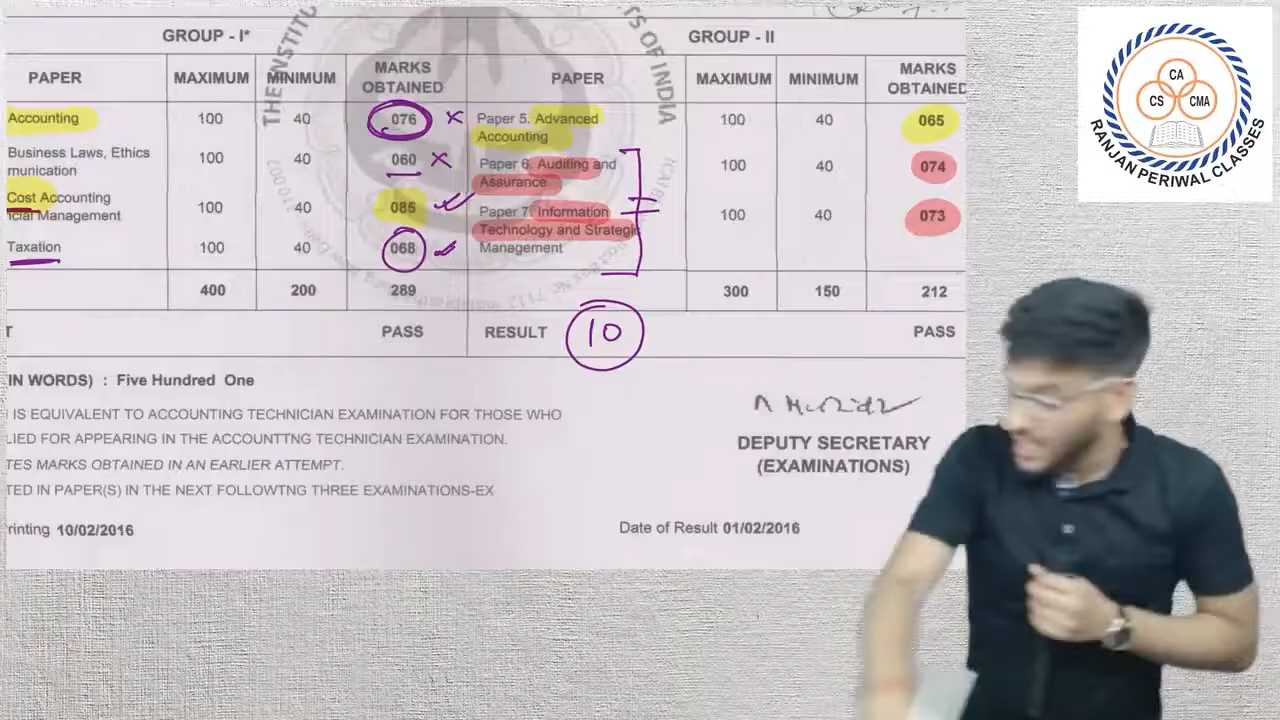 GROUP - I* GROUP - II
PAPER MAXIMUM MINIMUM MARKS OBTAINED PAPER MAXIMUM MINIMUM MARKS OBTAINED
Accounting 100 40 076 x Paper 5. Advanced Accounting 100 40 065
Business Laws, Ethics 100 40 060 x Paper 6. Auditing and Assurance 100 40 074
munication
Cost Accounting 100 40 085 Paper 7. Information Technology and Strategic Management 100 40 073
icial Management
Taxation 100 40 068
400 200 289 300 150 212
T PASS RESULT 10 PASS
IN WORDS) : Five Hundred One
IS EQUIVALENT TO ACCOUNTING TECHNICIAN EXAMINATION FOR THOSE WHO
LIED FOR APPEARING IN THE ACCOUNTTNG TECHNICIAN EXAMINATION.
TES MARKS OBTAINED IN AN EARLIER ATTEMPT.
TED IN PAPER(S) IN THE NEXT FOLLOWTNG THREE EXAMINATIONS-EX
DEPUTY SECRETARY
(EXAMINATIONS)
rinting 10/02/2016 Date of Result 01/02/2016
THE INSTITU
TS OF INDIA
CA
CS CMA
RANJAN PERIWAL CLASSES